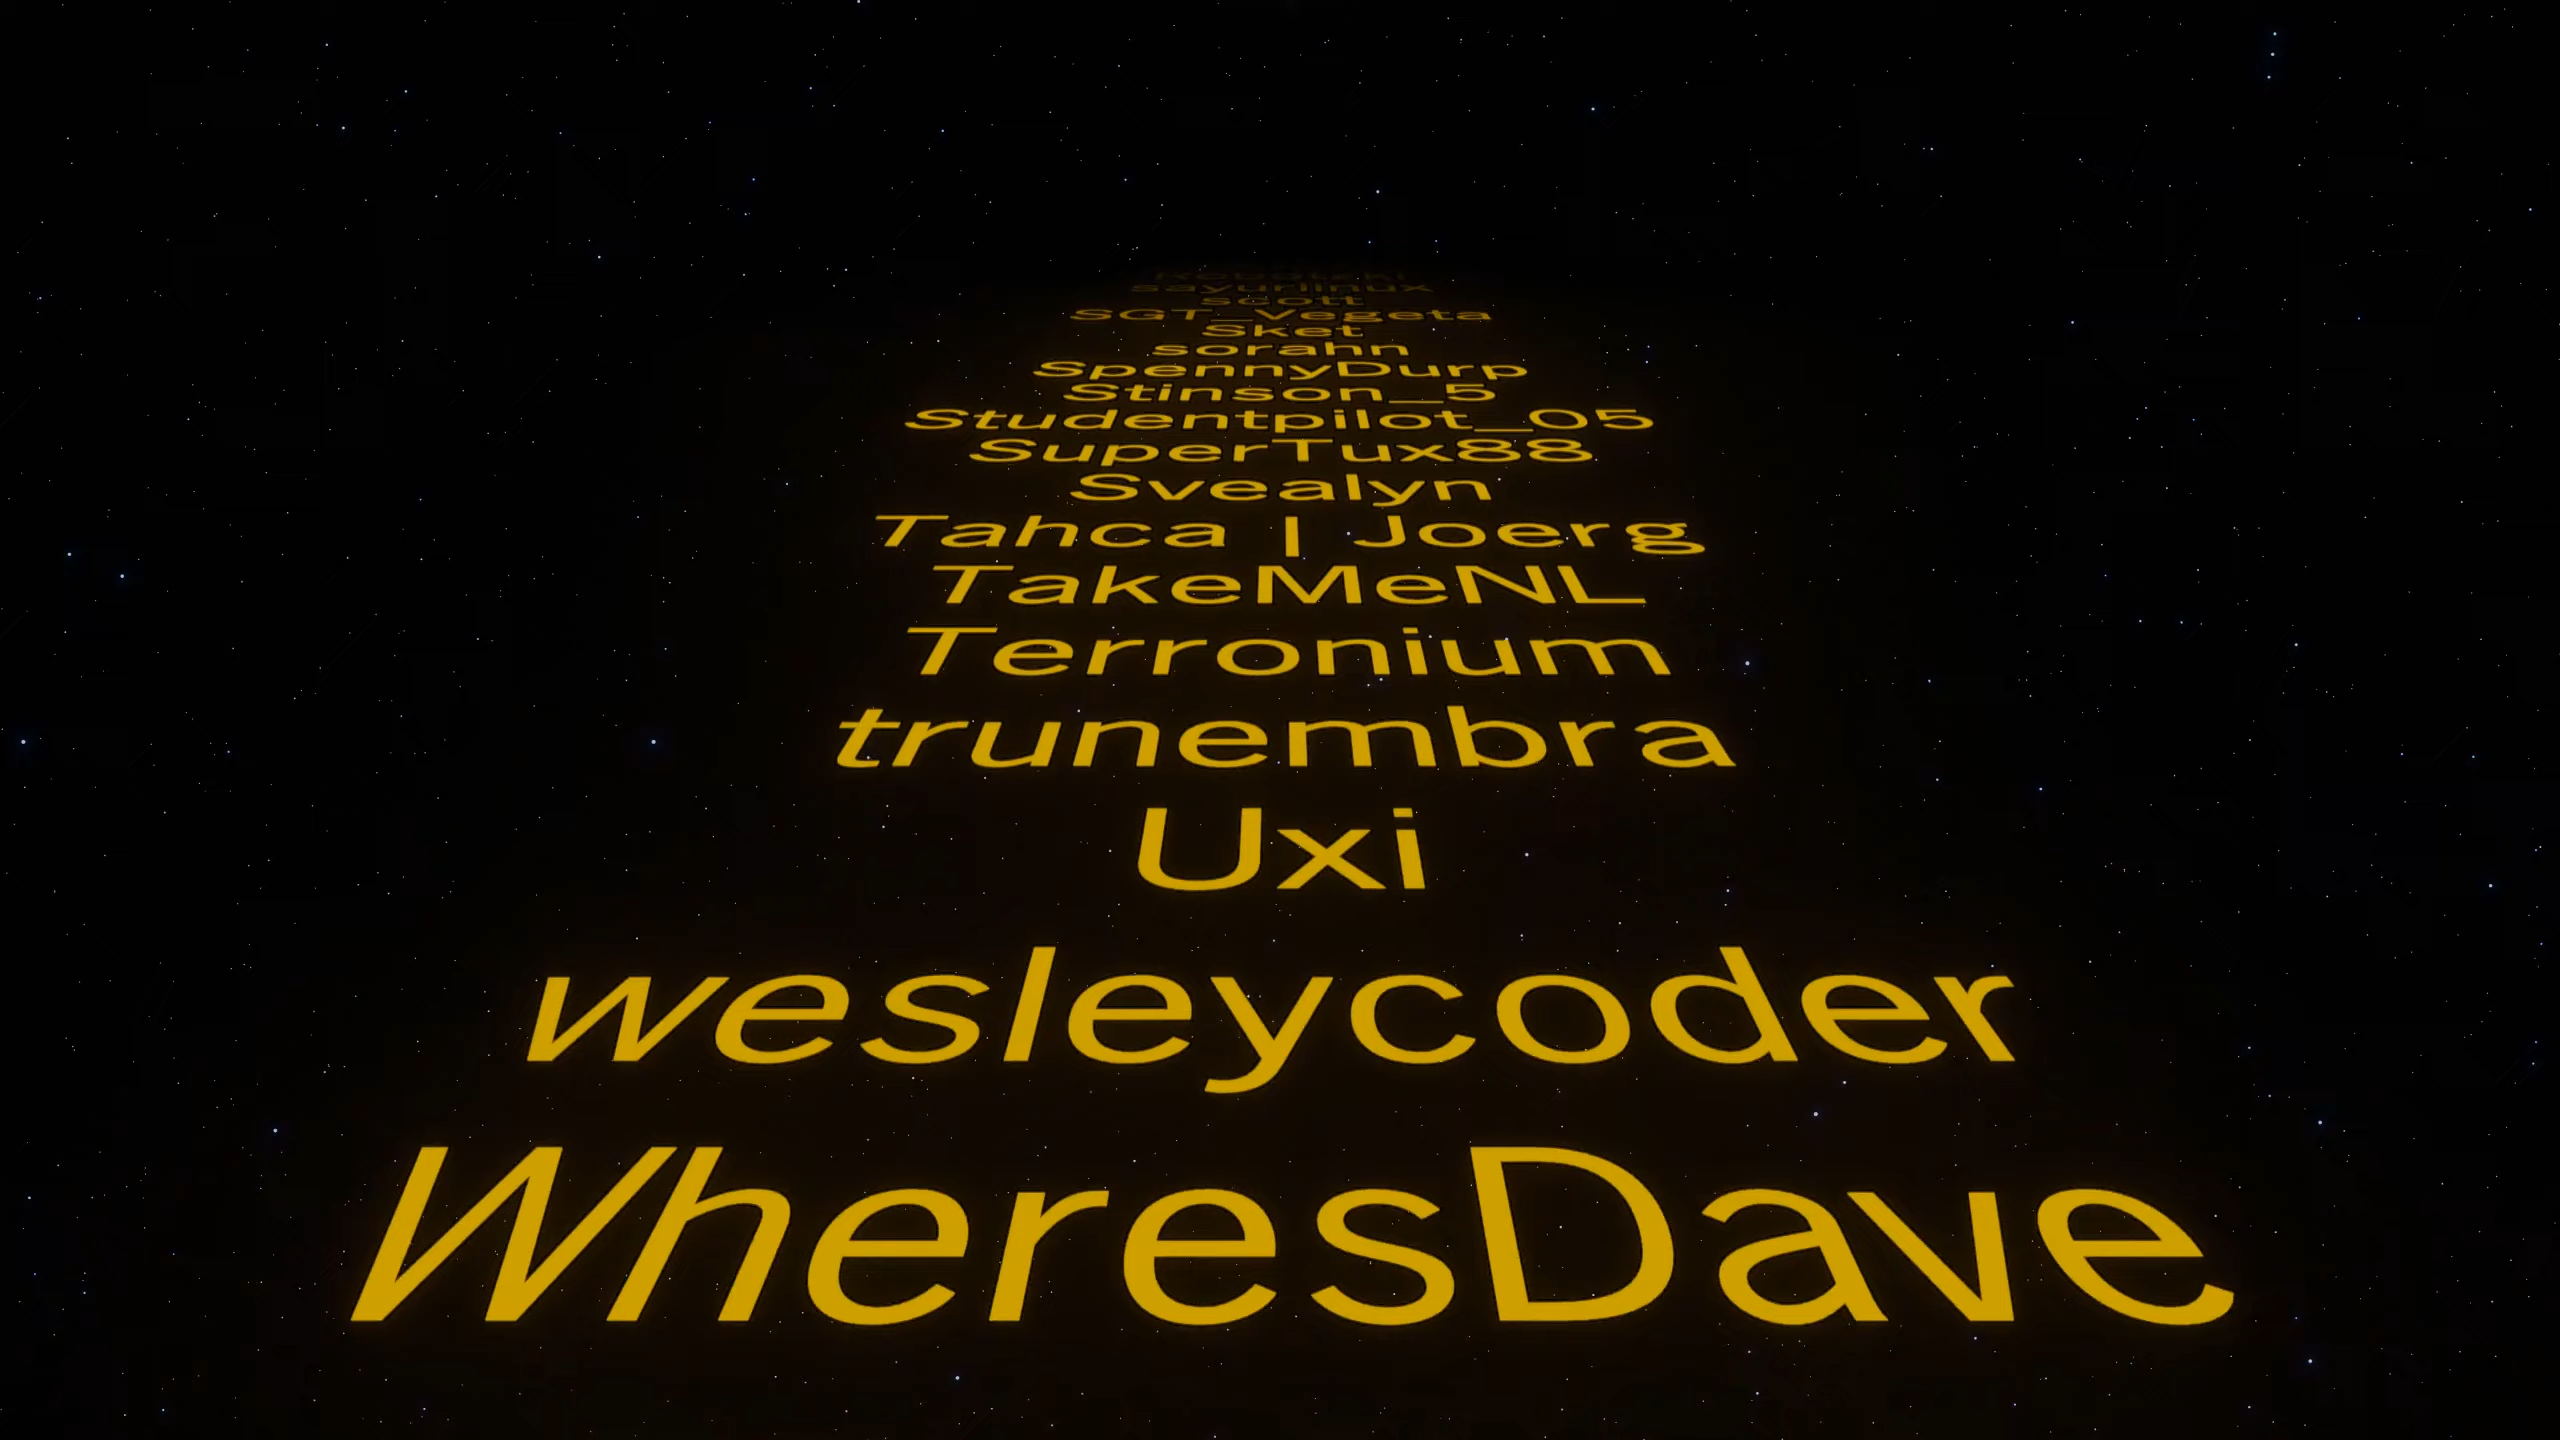 sayurilinux
scott
SGT_Vegeta
Sket
sorahn
SpennyDurp
Stinson_5
Studentpilot_05
SuperTux88
Svealyn
Tahca | Joerg
TakeMeNL
Terronium
trunembra
Uxi
wesleycoder
WheresDave